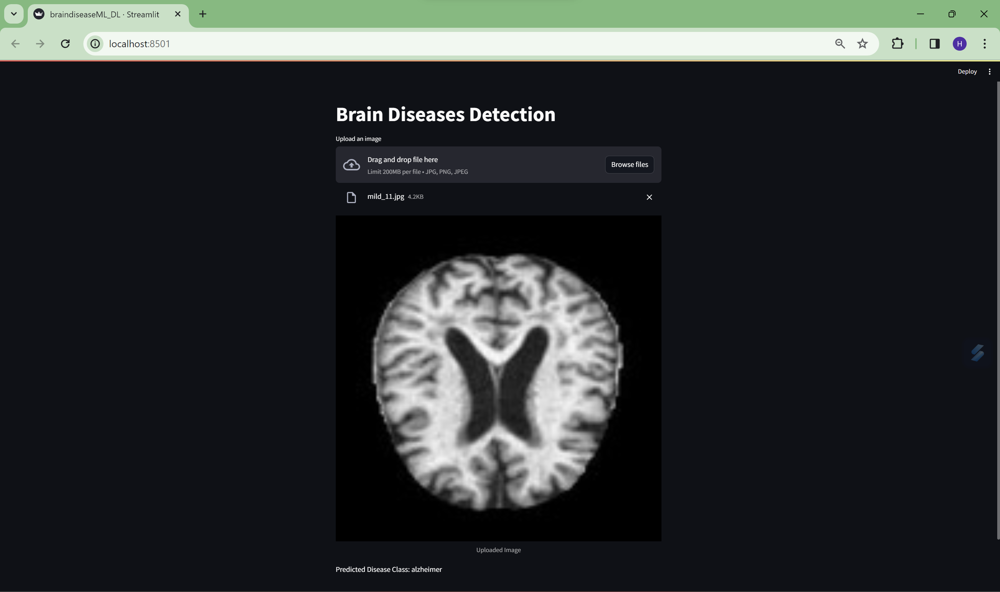 braindiseaseML_DL · Streamlit
localhost:8501
H
Deploy
Brain Diseases Detection
Upload an image
Drag and drop file here
Limit 200MB per file • JPG, PNG, JPEG
Browse files
mild_11.jpg 4.2KB
Uploaded Image
Predicted Disease Class: alzheimer